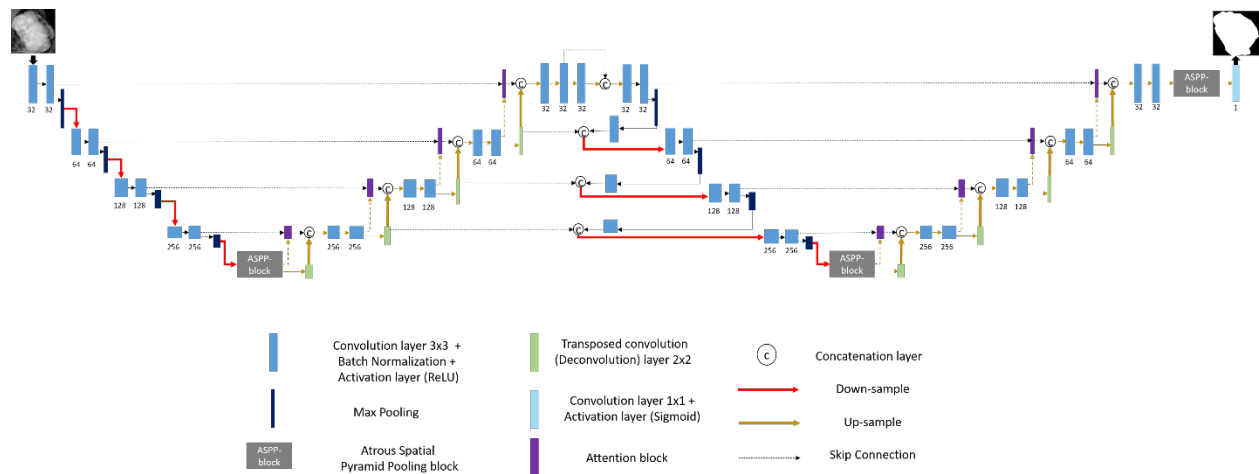 C C C
ASPP-
block
32 32 32 32 32 32 32 32 32 1
C C C
64 64 64 64 64 64 64 64
C C C
128 128 128 128 128 128 128 128
C C C
256 256 256 256 256 256 256 256
ASPP-
block
ASPP-
block
Convolution layer 3x3 +
Batch Normalization +
Activation layer (ReLU)
Max Pooling
ASPP-
block
Atrous Spatial
Pyramid Pooling block
Transposed convolution
(Deconvolution) layer 2x2
Convolution layer 1x1 +
Activation layer (Sigmoid)
Attention block
C
Concatenation layer
Down-sample
Up-sample
Skip Connection